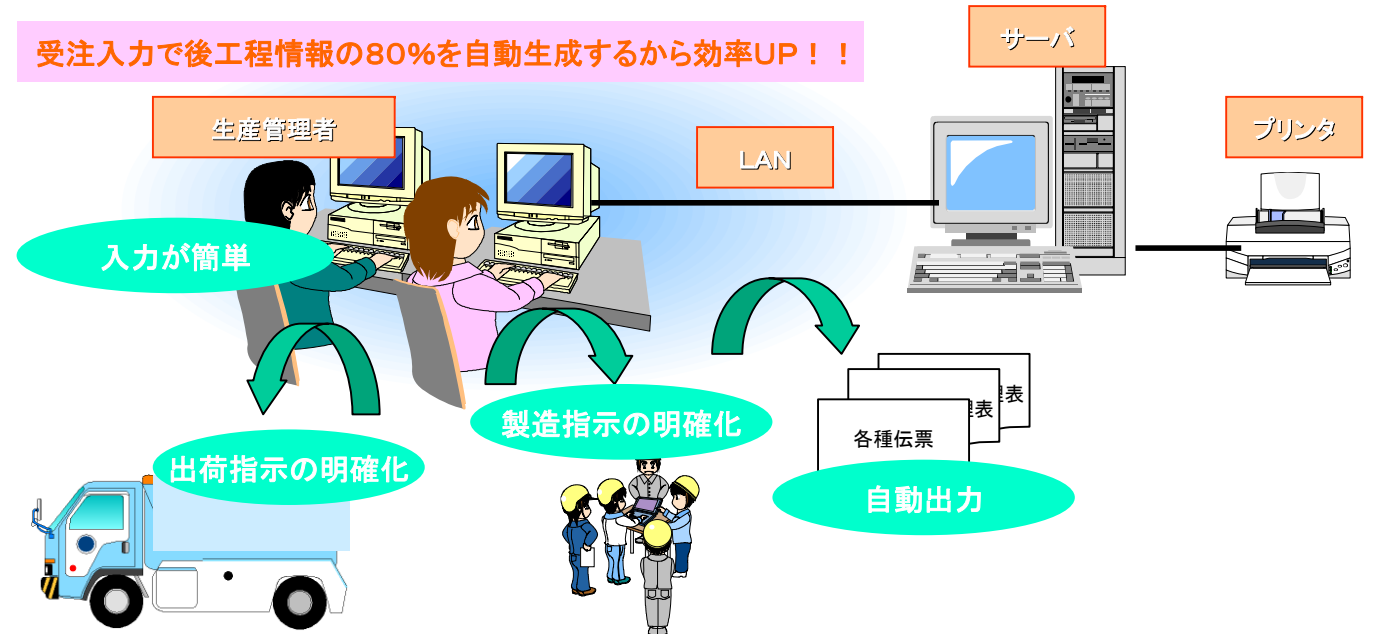 受注入力で後工程情報の80%を自動生成するから効率UP!!
サーバ
生産管理者
プリンタ
LAN
入力が簡単
製造指示の明確化
表
表
各種伝票
出荷指示の明確化
自動出力